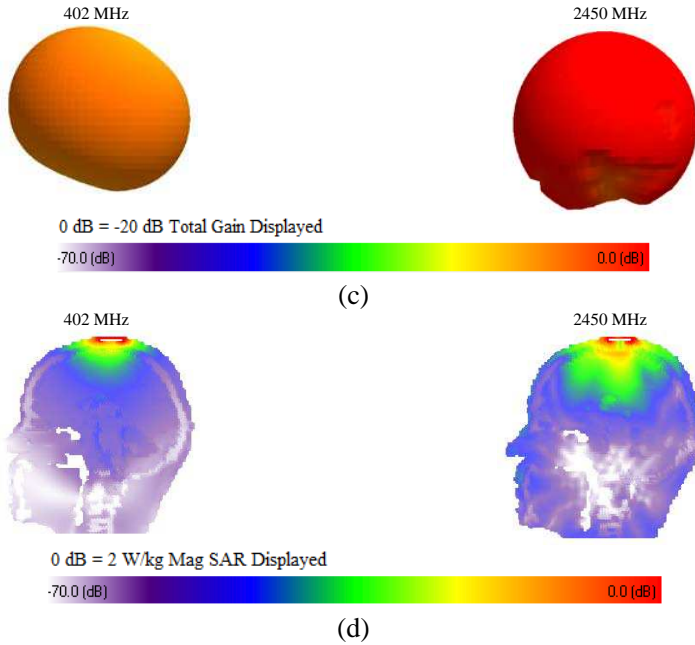 402 MHz 2450 MHz
0 dB = -20 dB Total Gain Displayed
-70.0 (dB) 0.0 (dB)
(c)
402 MHz 2450 MHz
0 dB = 2 W/kg Mag SAR Displayed
-70.0 (dB) 0.0 (dB)
(d)